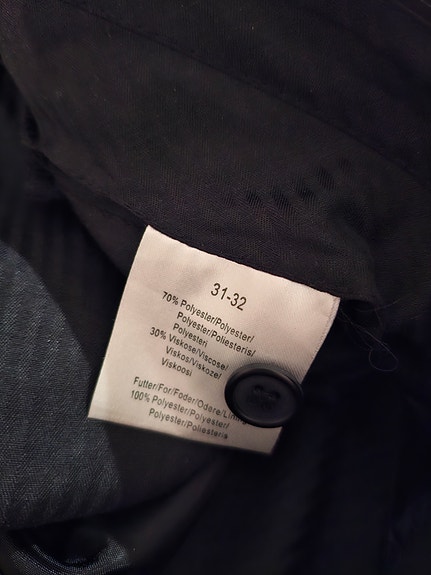 31-32
70% Polyester/Polyester/
Polyester/Poliesteris/
Polyesteri
30% Viskose/Viscose/
Viskos/Viskoze/
Viskoosi
Futter/For/Foder/Odere/Lining
100% Polyester/Polyester/
Polyester/Poliesteris